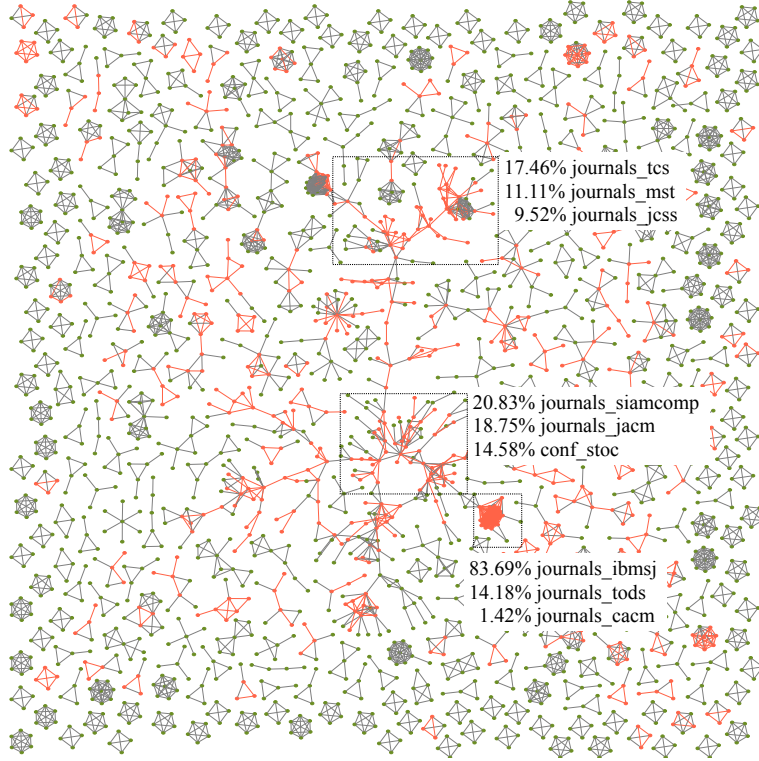 17.46% journals_tcs
11.11% journals_mst
9.52% journals_jcss
20.83% journals_siamcomp
18.75% journals_jacm
14.58% conf_stoc
83.69% journals_ibmsj
14.18% journals_tods
1.42% journals_cacm